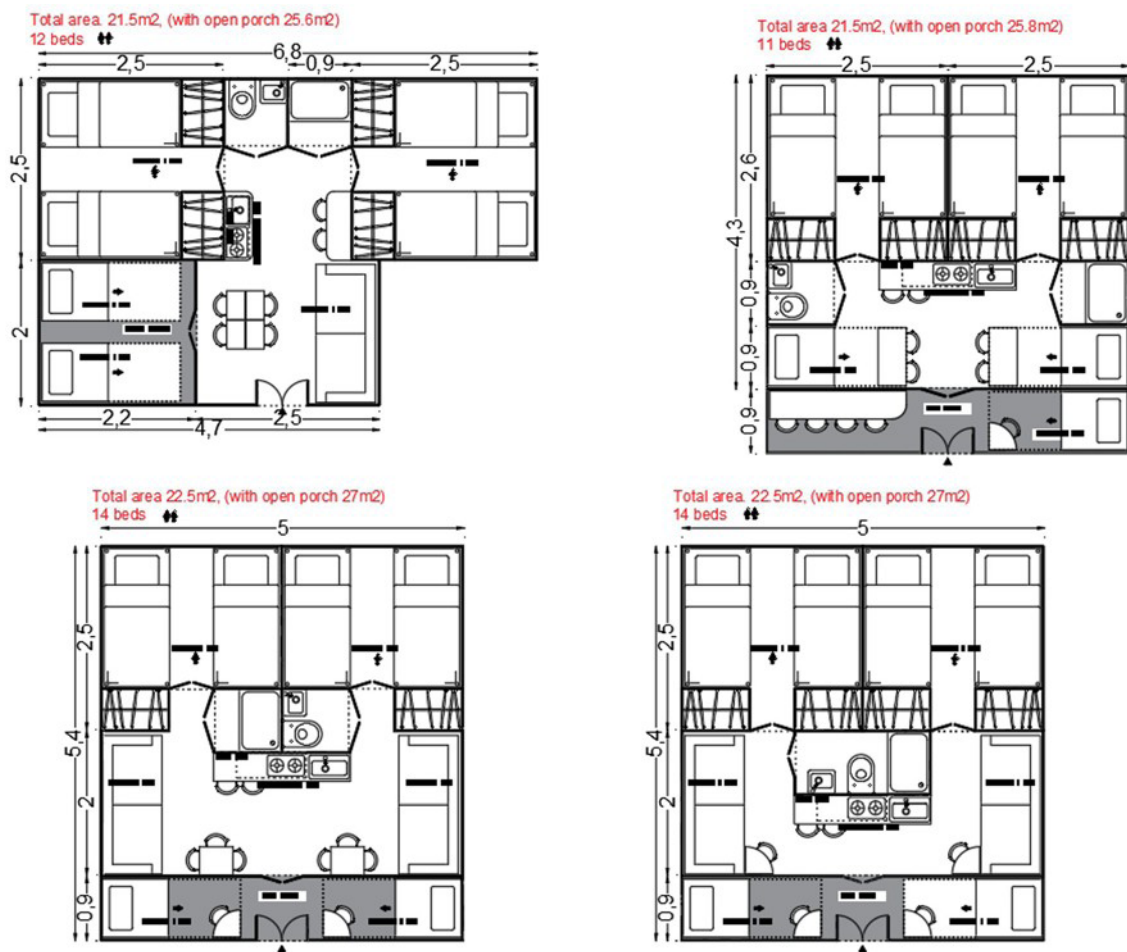 Total area. 21.5m2, (with open porch 25.6m2)
12 beds
6,8
2,5 0,9 2,5
2,5
2
2,2 2,5
4,7
Total area 21.5m2, (with open porch 25.8m2)
11 beds
2,5 2,5
2,6
4,3
0,9
0,9
0,9
Total area 22.5m2, (with open porch 27m2)
14 beds
5
2,5
5,4
2
0,9
Total area. 22.5m2, (with open porch 27m2)
14 beds
5
2,5
5,4
2
0,9